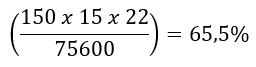 (150 x 15 x 22 / 75600) = 65,5%